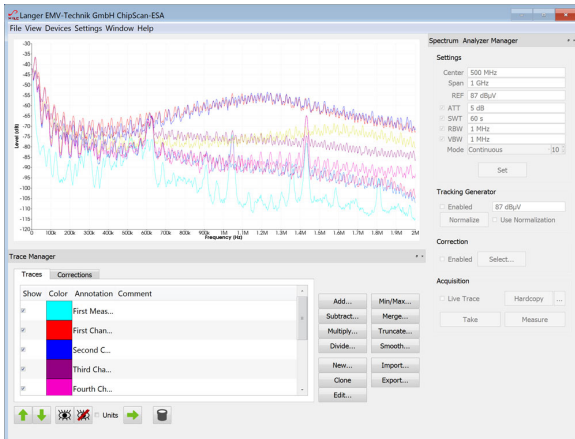 Langer EMV-Technik GmbH ChipScan-ESA
File View Devices Settings Window Help
-30
-35
-40
-45
-50
-55
-60
-65
-70
-75
-80
-85
-90
-95
-100
-105
-110
-115
-120
Level (dB)
0 100k 200k 300k 400k 500k 600k 700k 800k 900k 1M 1.1M 1.2M 1.3M 1.4M 1.5M 1.6M 1.7M 1.8M 1.9M 2M
Frequency (Hz)
Trace Manager
Traces Corrections
Show Color Annotation Comment
First Meas...
First Chan...
Second C...
Third Cha...
Fourth Ch...
Units
Add... Min/Max...
Subtract... Merge...
Multiply... Truncate...
Divide... Smooth...
New... Import...
Clone Export...
Edit...
Spectrum Analyzer Manager
Settings
Center 500 MHz
Span 1 GHz
REF 87 dBµV
ATT 5 dB
SWT 60 s
RBW 1 MHz
VBW 1 MHz
Mode Continuous 10
Set
Tracking Generator
Enabled 87 dBµV
Normalize Use Normalization
Correction
Enabled Select...
Acquisition
Live Trace Hardcopy ...
Take Measure